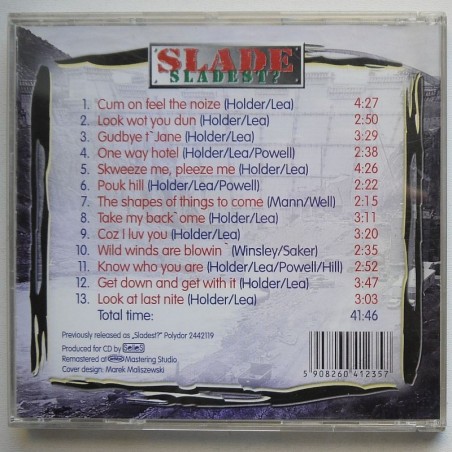 SLADE
SLADEST?
1. Cum on feel the noize (Holder/Lea) 4:27
2. Look wot you dun (Holder/Lea) 2:50
3. Gudbye t`Jane (Holder/Lea) 3:29
4. One way hotel (Holder/Lea/Powell) 2:38
5. Skweeze me, pleeze me (Holder/Lea) 4:26
6. Pouk hill (Holder/Lea/Powell) 2:22
7. The shapes of things to come (Mann/Well) 2:15
8. Take my back`ome (Holder/Lea) 3:11
9. Coz I luv you (Holder/Lea) 3:20
10. Wild winds are blowin` (Winsley/Saker) 2:35
11. Know who you are (Holder/Lea/Powell/Hill) 2:52
12. Get down and get with it (Holder/Lea) 3:47
13. Look at last nite (Holder/Lea) 3:03
Total time: 41:46
Previously released as „Sladest?" Polydor 2442119
Produced for CD by
Remastered at Mastering Studio
Cover design: Marek Maliszewski
5 908260 412357